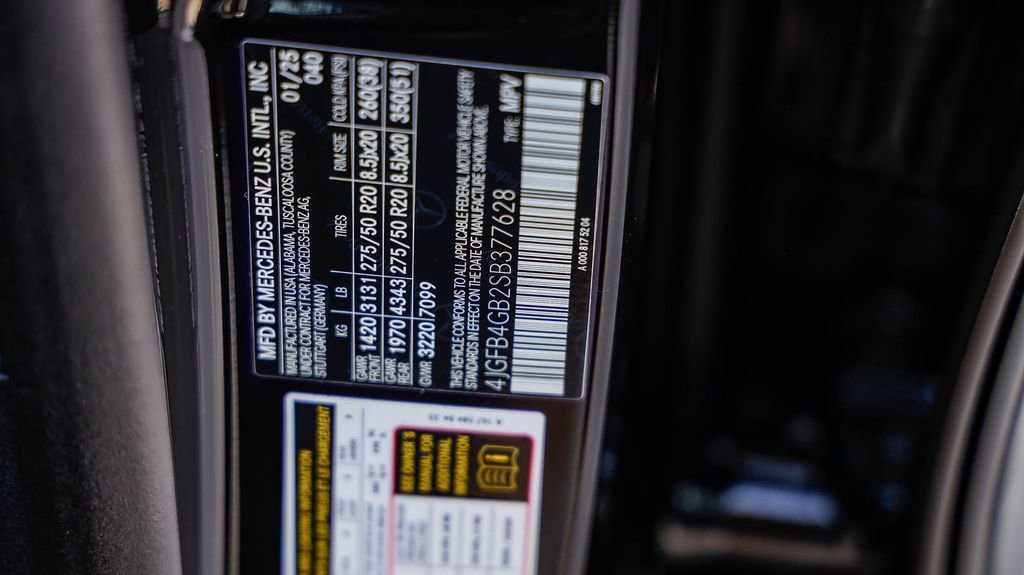 MFD BY MERCEDES-BENZ U.S. INTL., INC
MANUFACTURED IN USA (ALABAMA, TUSCALOOSA COUNTY)
01/25
UNDER CONTRACT FOR MERCEDES-BENZ AG,
040
STUTTGART (GERMANY)
KG LB TIRES RIM SIZE COLD KPA/(PSI)
GAWR FRONT 1420 3131 275/50 R20 8.5Jx20 260(38)
GAWR REAR 1970 4343 275/50 R20 8.5Jx20 350(51)
GVWR 3220 7099
THIS VEHICLE CONFORMS TO ALL APPLICABLE FEDERAL MOTOR VEHICLE SAFETY
STANDARDS IN EFFECT ON THE DATE OF MANUFACTURE SHOWN ABOVE.
4JGFB4GB2SB377628 TYPE: MPV
A 000 817 52 04
SEE OWNER'S
MANUAL FOR
ADDITIONAL
INFORMATION